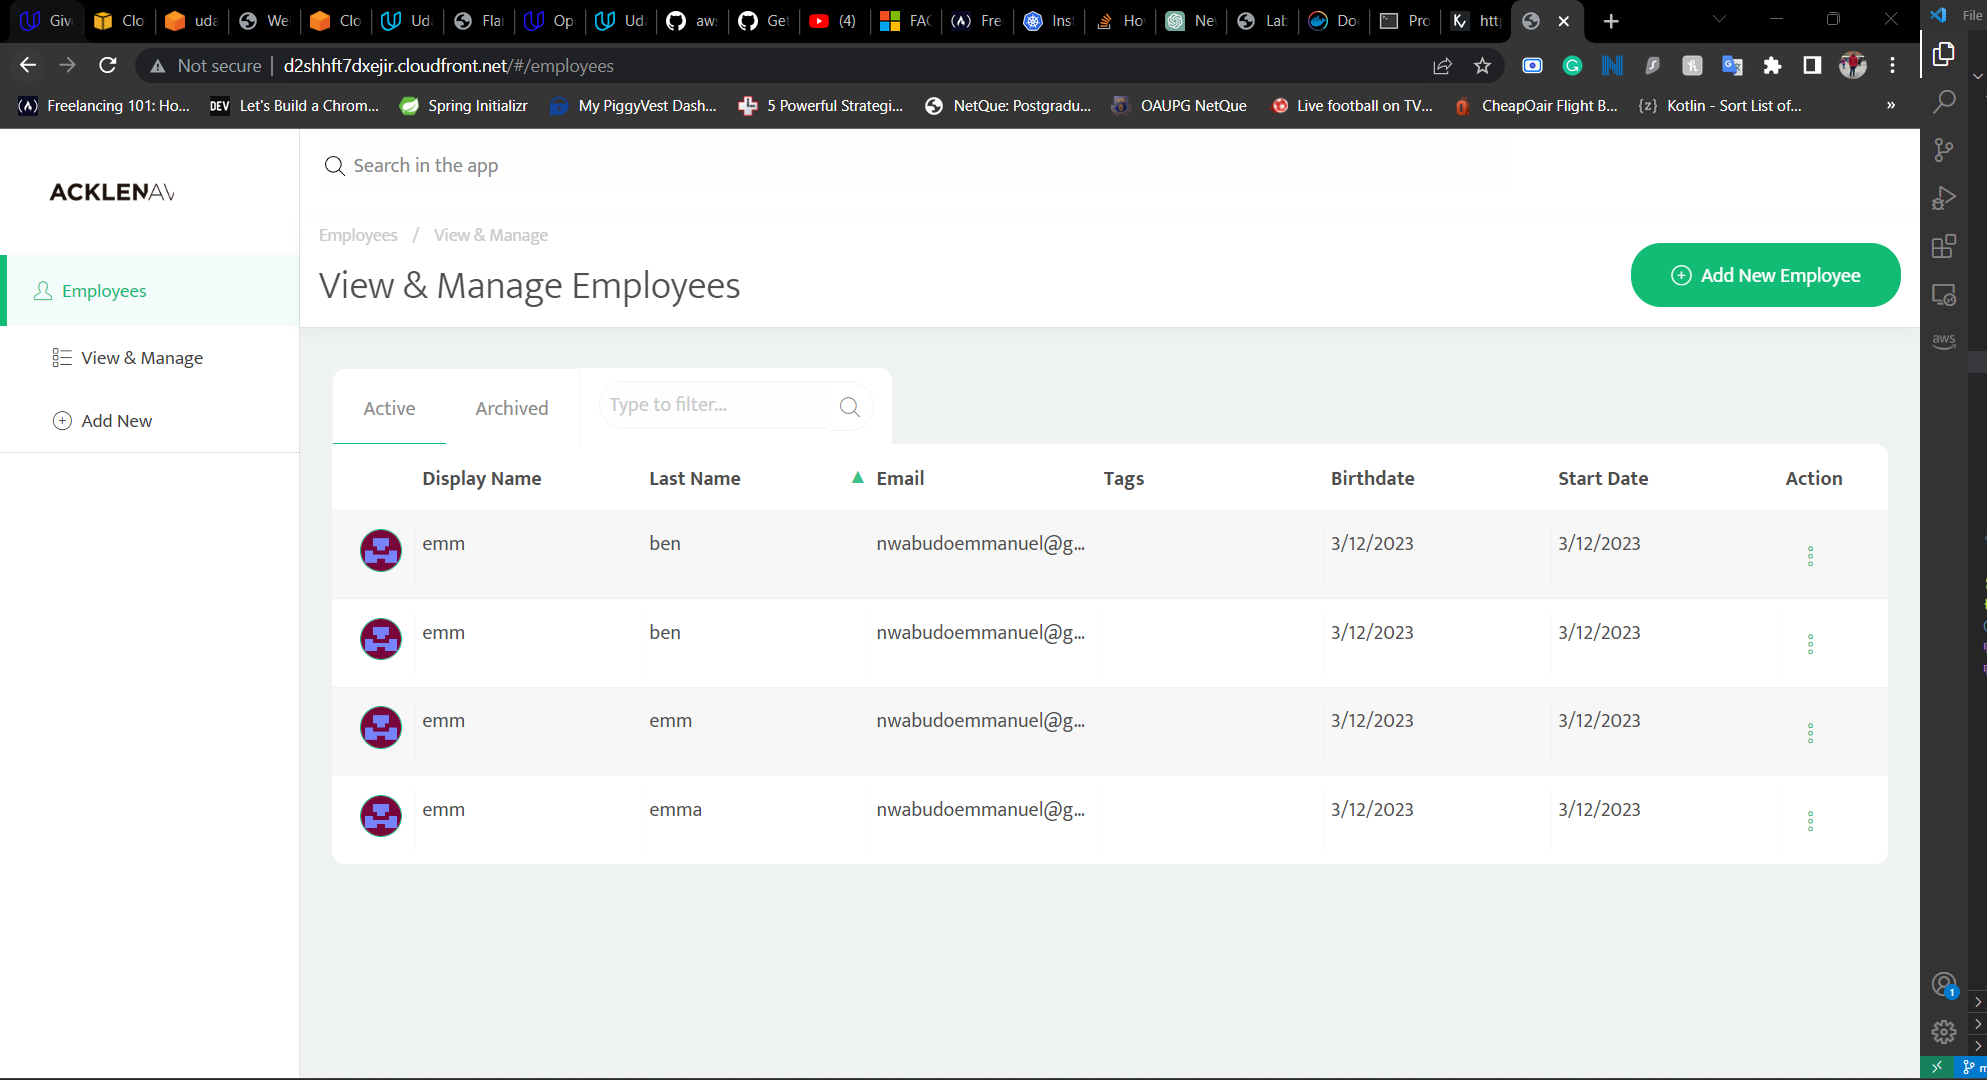 Giv Clo uda We Clo Ud Flar Op Ud aws Get (4) FAC Fre Inst Ho Ne Lab Do Pro htt
File
Not secure | d2shhft7dxejir.cloudfront.net/#/employees
Freelancing 101: Ho... DEV Let's Build a Chrom... Spring Initializr My PiggyVest Dash... 5 Powerful Strategi... NetQue: Postgradu... OAUPG NetQue Live football on TV... CheapOair Flight B... {z} Kotlin - Sort List of... »
ACKLENAV
Search in the app
Employees / View & Manage
View & Manage Employees
Add New Employee
Employees
View & Manage
Add New
aws
Active Archived Type to filter...
Display Name Last Name Email Tags Birthdate Start Date Action
emm ben nwabudoemmanuel@g... 3/12/2023 3/12/2023
emm ben nwabudoemmanuel@g... 3/12/2023 3/12/2023
emm emm nwabudoemmanuel@g... 3/12/2023 3/12/2023
emm emma nwabudoemmanuel@g... 3/12/2023 3/12/2023
1